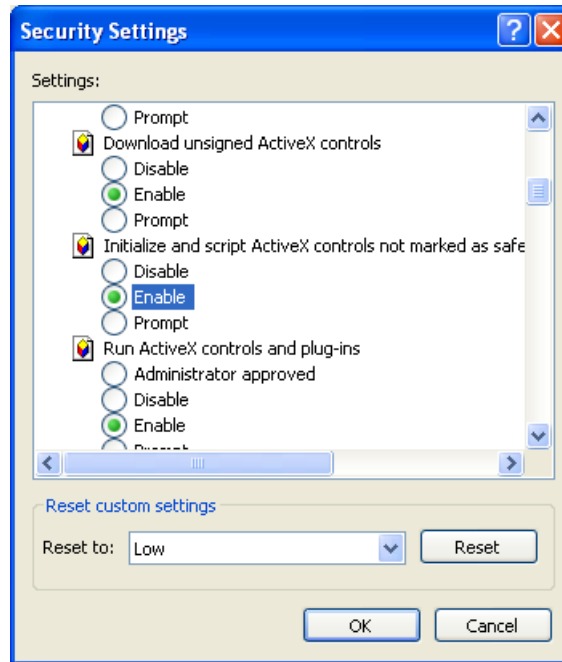 Security Settings
Settings:
Prompt
Download unsigned ActiveX controls
Disable
Enable
Prompt
Initialize and script ActiveX controls not marked as safe
Disable
Enable
Prompt
Run ActiveX controls and plug-ins
Administrator approved
Disable
Enable
Prompt
Reset custom settings
Reset to: Low Reset
OK Cancel